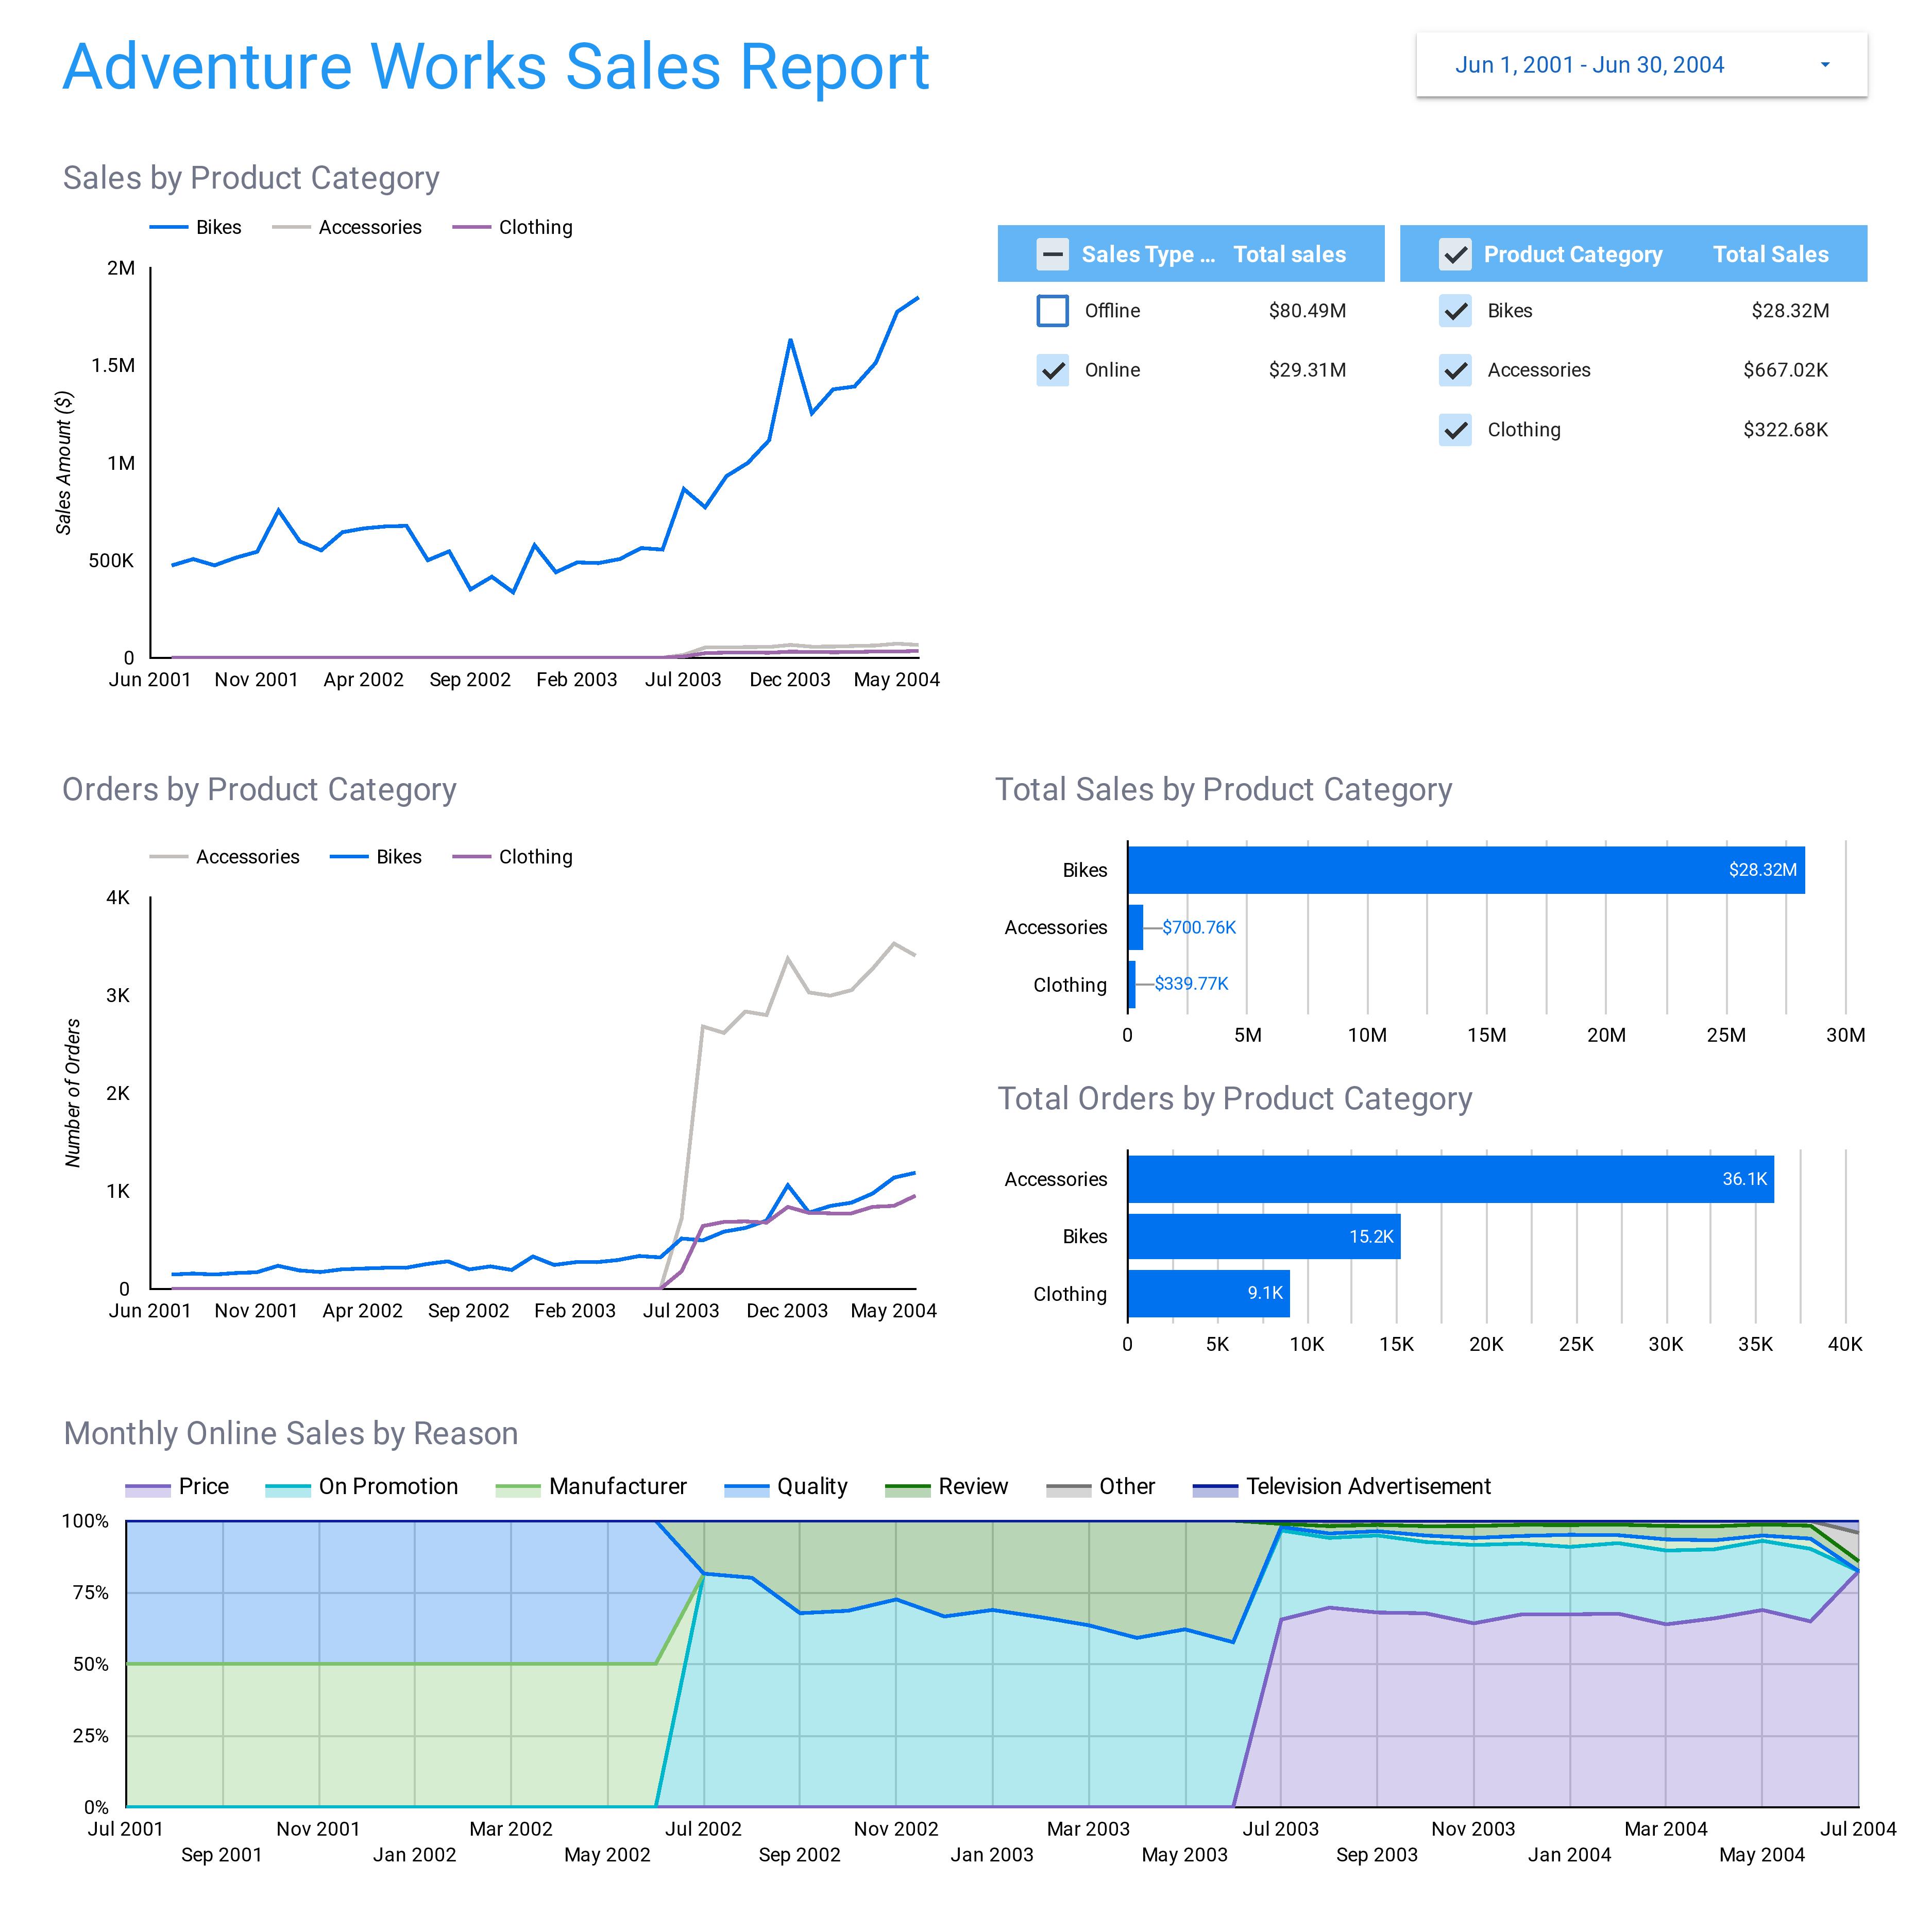 Adventure Works Sales Report
Jun 1, 2001 - Jun 30, 2004
Sales by Product Category
Bikes Accessories Clothing
2M
1.5M
1M
500K
0
Sales Amount ($)
Jun 2001 Nov 2001 Apr 2002 Sep 2002 Feb 2003 Jul 2003 Dec 2003 May 2004
Sales Type ... Total sales
Offline $80.49M
Online $29.31M
Product Category Total Sales
Bikes $28.32M
Accessories $667.02K
Clothing $322.68K
Orders by Product Category
Accessories Bikes Clothing
4K
3K
2K
1K
0
Number of Orders
Jun 2001 Nov 2001 Apr 2002 Sep 2002 Feb 2003 Jul 2003 Dec 2003 May 2004
Total Sales by Product Category
Bikes $28.32M
Accessories $700.76K
Clothing $339.77K
0 5M 10M 15M 20M 25M 30M
Total Orders by Product Category
Accessories 36.1K
Bikes 15.2K
Clothing 9.1K
0 5K 10K 15K 20K 25K 30K 35K 40K
Monthly Online Sales by Reason
Price On Promotion Manufacturer Quality Review Other Television Advertisement
100%
75%
50%
25%
0%
Jul 2001 Nov 2001 Mar 2002 Jul 2002 Nov 2002 Mar 2003 Jul 2003 Nov 2003 Mar 2004 Jul 2004
Sep 2001 Jan 2002 May 2002 Sep 2002 Jan 2003 May 2003 Sep 2003 Jan 2004 May 2004